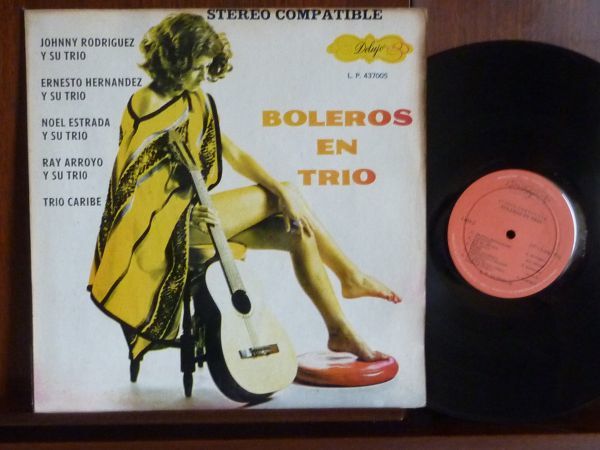 STEREO COMPATIBLE
Delujo
L. P. 437005
JOHNNY RODRIGUEZ
Y SU TRIO
ERNESTO HERNANDEZ
Y SU TRIO
NOEL ESTRADA
Y SU TRIO
RAY ARROYO
Y SU TRIO
TRIO CARIBE
BOLEROS
EN
TRIO